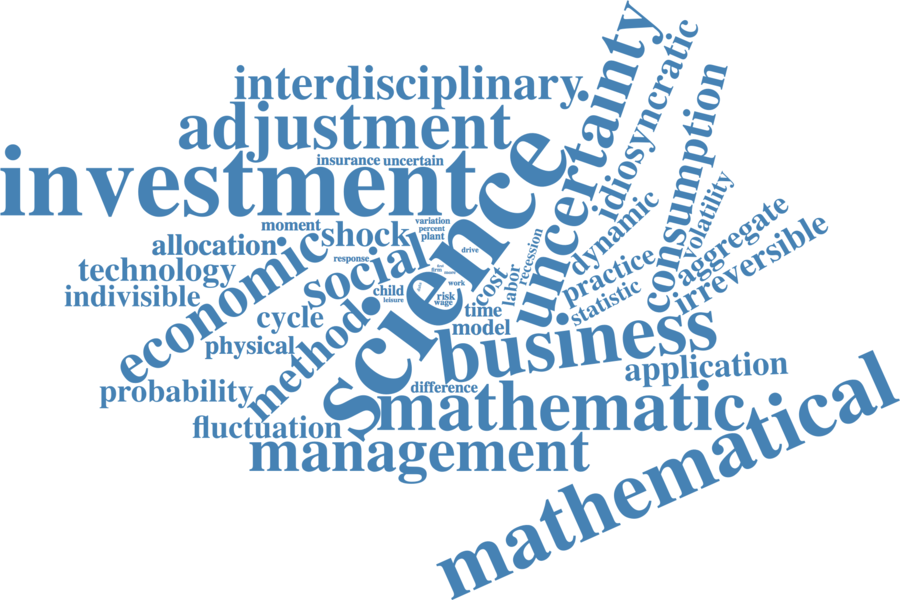 interdisciplinary
uncertainty
idiosyncratic
adjustment
consumption
insurance
uncertain
investment
science
volatility
dynamic
aggregate
moment
shock
variation
percent
plant
allocation
economic
social
response
drive
recession
practice
irreversible
technology
indivisible
child
leisure
firm
work
risk
wage
cost
labor
statistic
cycle
method
time
model
business
physical
probability
difference
application
mathematic
fluctuation
management
mathematical